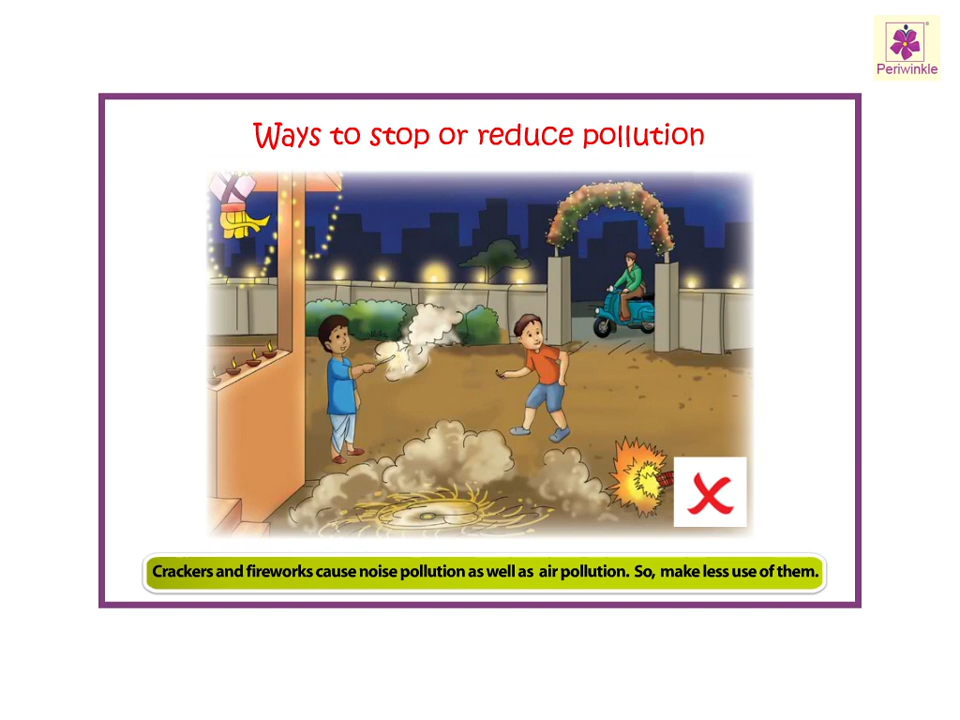 Periwinkle
Ways to stop or reduce pollution
Crackers and fireworks cause noise pollution as well as air pollution. So, make less use of them.